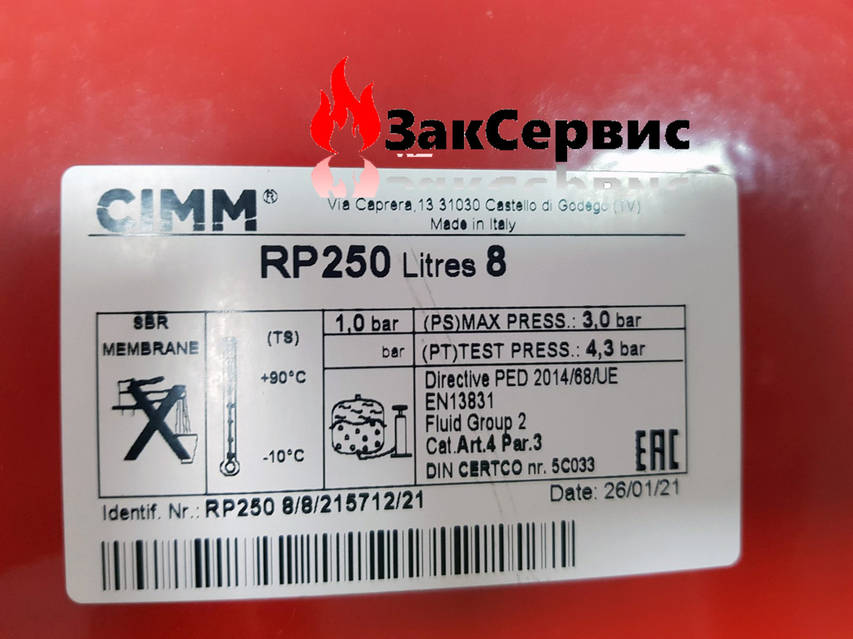 ЗакСервис
CIMM®
Via Caprera,13 31030 Castello di Godego (TV)
Made in Italy
RP250 Litres 8
SBR
MEMBRANE
(TS)
+90°C
-10°C
1,0 bar
bar
(PS)MAX PRESS.: 3,0 bar
(PT)TEST PRESS.: 4,3 bar
Directive PED 2014/68/UE
EN13831
Fluid Group 2
Cat.Art.4 Par.3
DIN CERTCO nr. 5C033
EAC
Identif. Nr.: RP250 8/8/215712/21
Date: 26/01/21